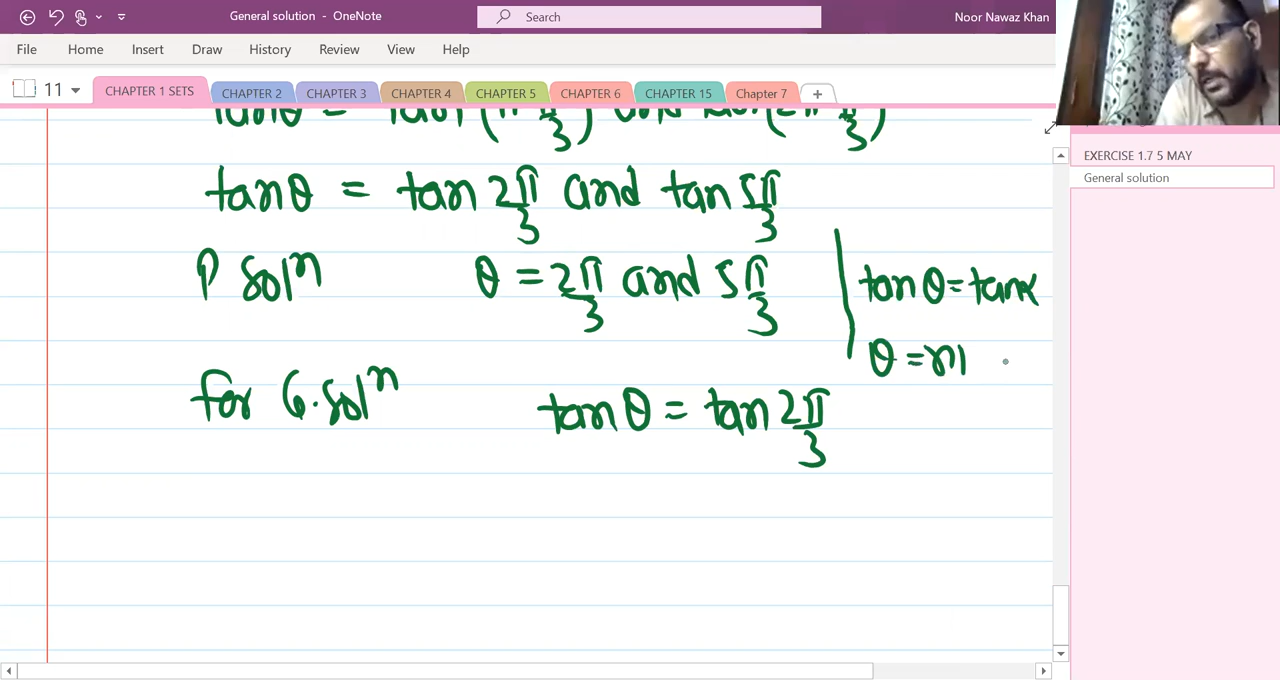 General solution - OneNote
Search
Noor Nawaz Khan
File Home Insert Draw History Review View Help
11 CHAPTER 1 SETS CHAPTER 2 CHAPTER 3 CHAPTER 4 CHAPTER 5 CHAPTER 6 CHAPTER 15 Chapter 7 +
EXERCISE 1.7 5 MAY
General solution
tanθ = tan 2π/3 and tan 5π/3
P solⁿ θ = 2π/3 and 5π/3
tanθ = tanα
θ =
for G.solⁿ tanθ = tan 2π/3